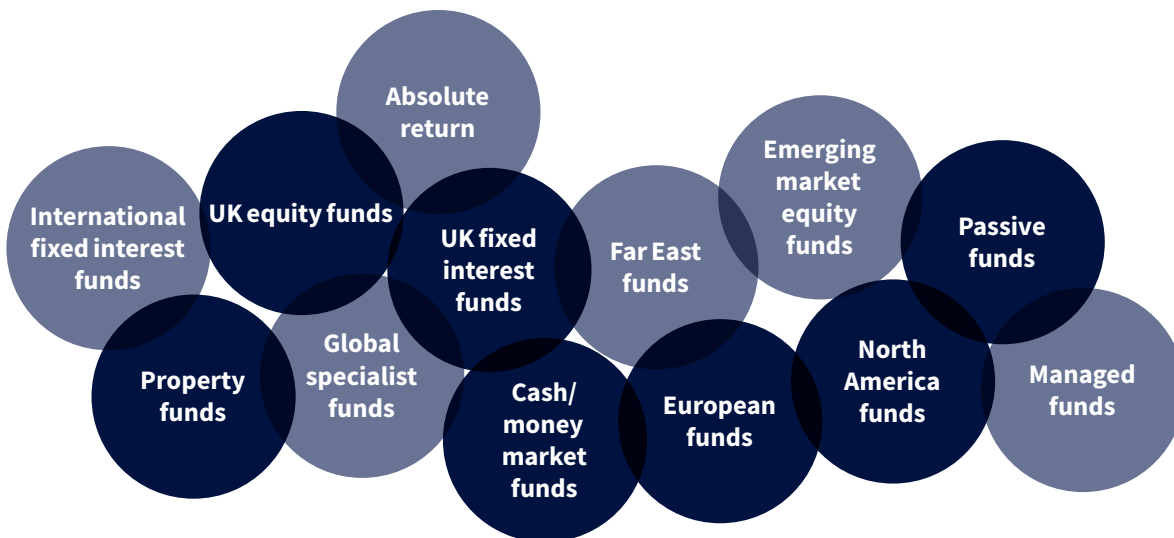 Absolute
return
Emerging
market
equity
funds
International
fixed interest
funds
UK equity funds
UK fixed
interest
funds
Far East
funds
Passive
funds
Property
funds
Global
specialist
funds
Cash/
money
market
funds
European
funds
North
America
funds
Managed
funds